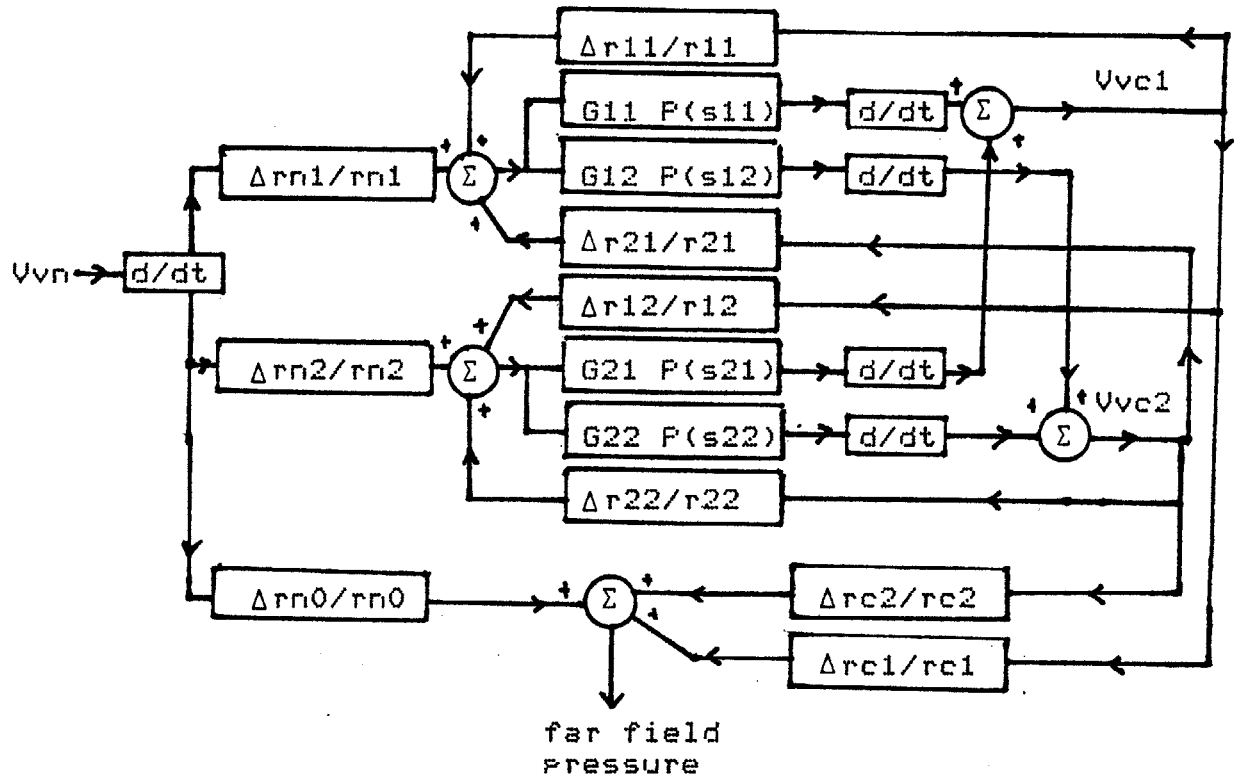 Δr11/r11
Vvc1
G11 P(s11)
d/dt
Σ
Δrn1/rn1
Σ
G12 P(s12)
d/dt
Δr21/r21
Vvn
d/dt
Δr12/r12
Δrn2/rn2
Σ
G21 P(s21)
d/dt
Vvc2
G22 P(s22)
d/dt
Σ
Δr22/r22
Δrn0/rn0
Σ
Δrc2/rc2
Δrc1/rc1
far field
pressure